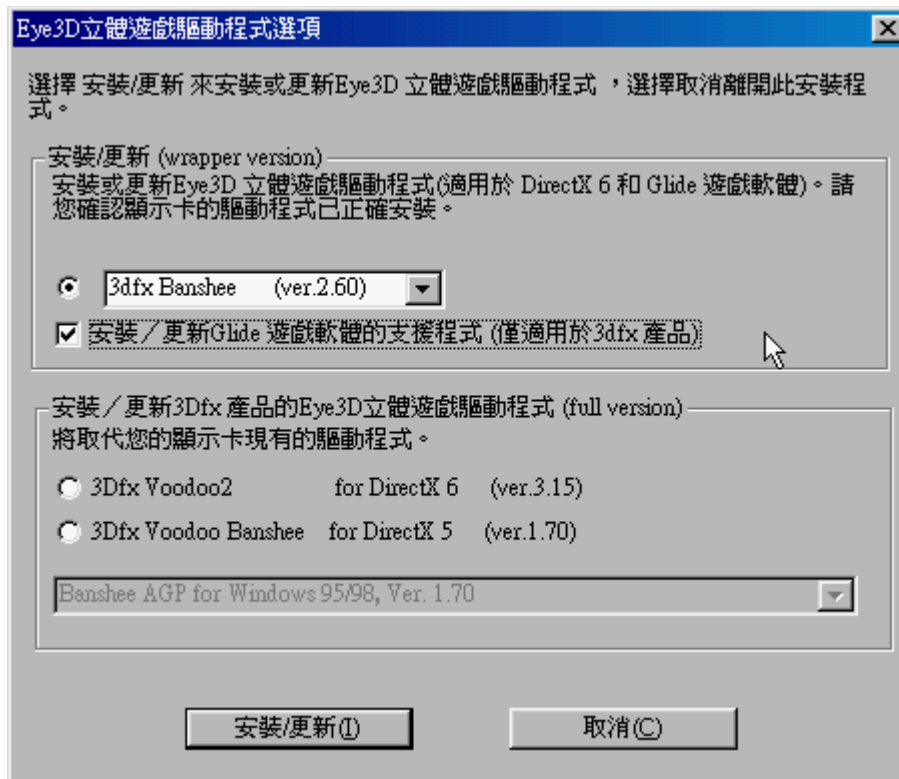 Eye3D立體遊戲驅動程式選項
選擇 安裝/更新 來安裝或更新Eye3D 立體遊戲驅動程式 ，選擇取消離開此安裝程
式。
安裝/更新 (wrapper version)
安裝或更新Eye3D 立體遊戲驅動程式(適用於 DirectX 6 和 Glide 遊戲軟體)。請
您確認顯示卡的驅動程式已正確安裝。
3dfx Banshee (ver.2.60)
安裝／更新Glide 遊戲軟體的支援程式 (僅適用於3dfx 產品)
安裝／更新3Dfx 產品的Eye3D立體遊戲驅動程式 (full version)
將取代您的顯示卡現有的驅動程式。
3Dfx Voodoo2 for DirectX 6 (ver.3.15)
3Dfx Voodoo Banshee for DirectX 5 (ver.1.70)
Banshee AGP for Windows 95/98, Ver. 1.70
安裝/更新(I) 取消(C)